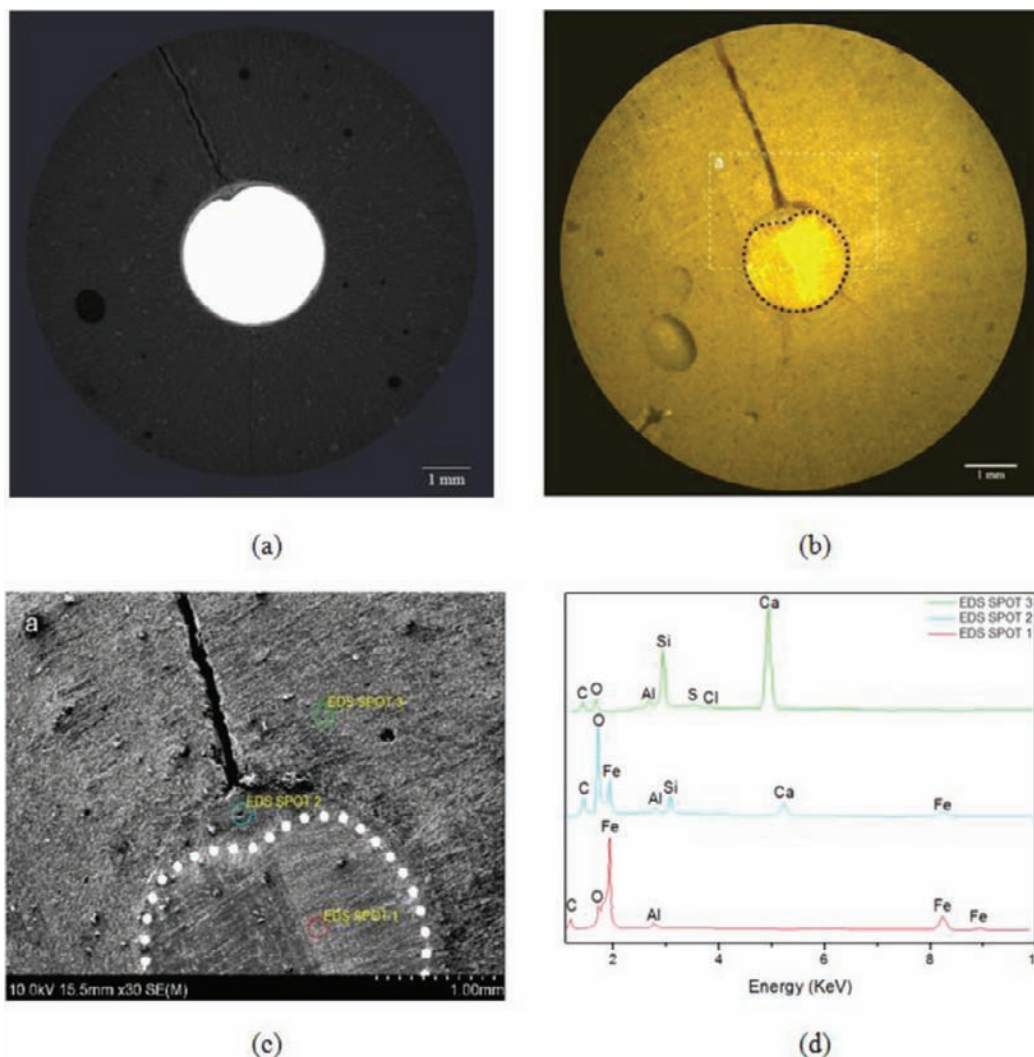 1 mm
a
1 mm
(a)
(b)
a
EDS SPOT 3
EDS SPOT 2
EDS SPOT 1
10.0kV 15.5mm x30 SE(M)
1.00mm
EDS SPOT 3
EDS SPOT 2
EDS SPOT 1
Ca
Si
C O Al S Cl
O
Fe
C Al Si Ca Fe
Fe
C O Al Fe Fe
2 4 6 8 1
Energy (KeV)
(c)
(d)